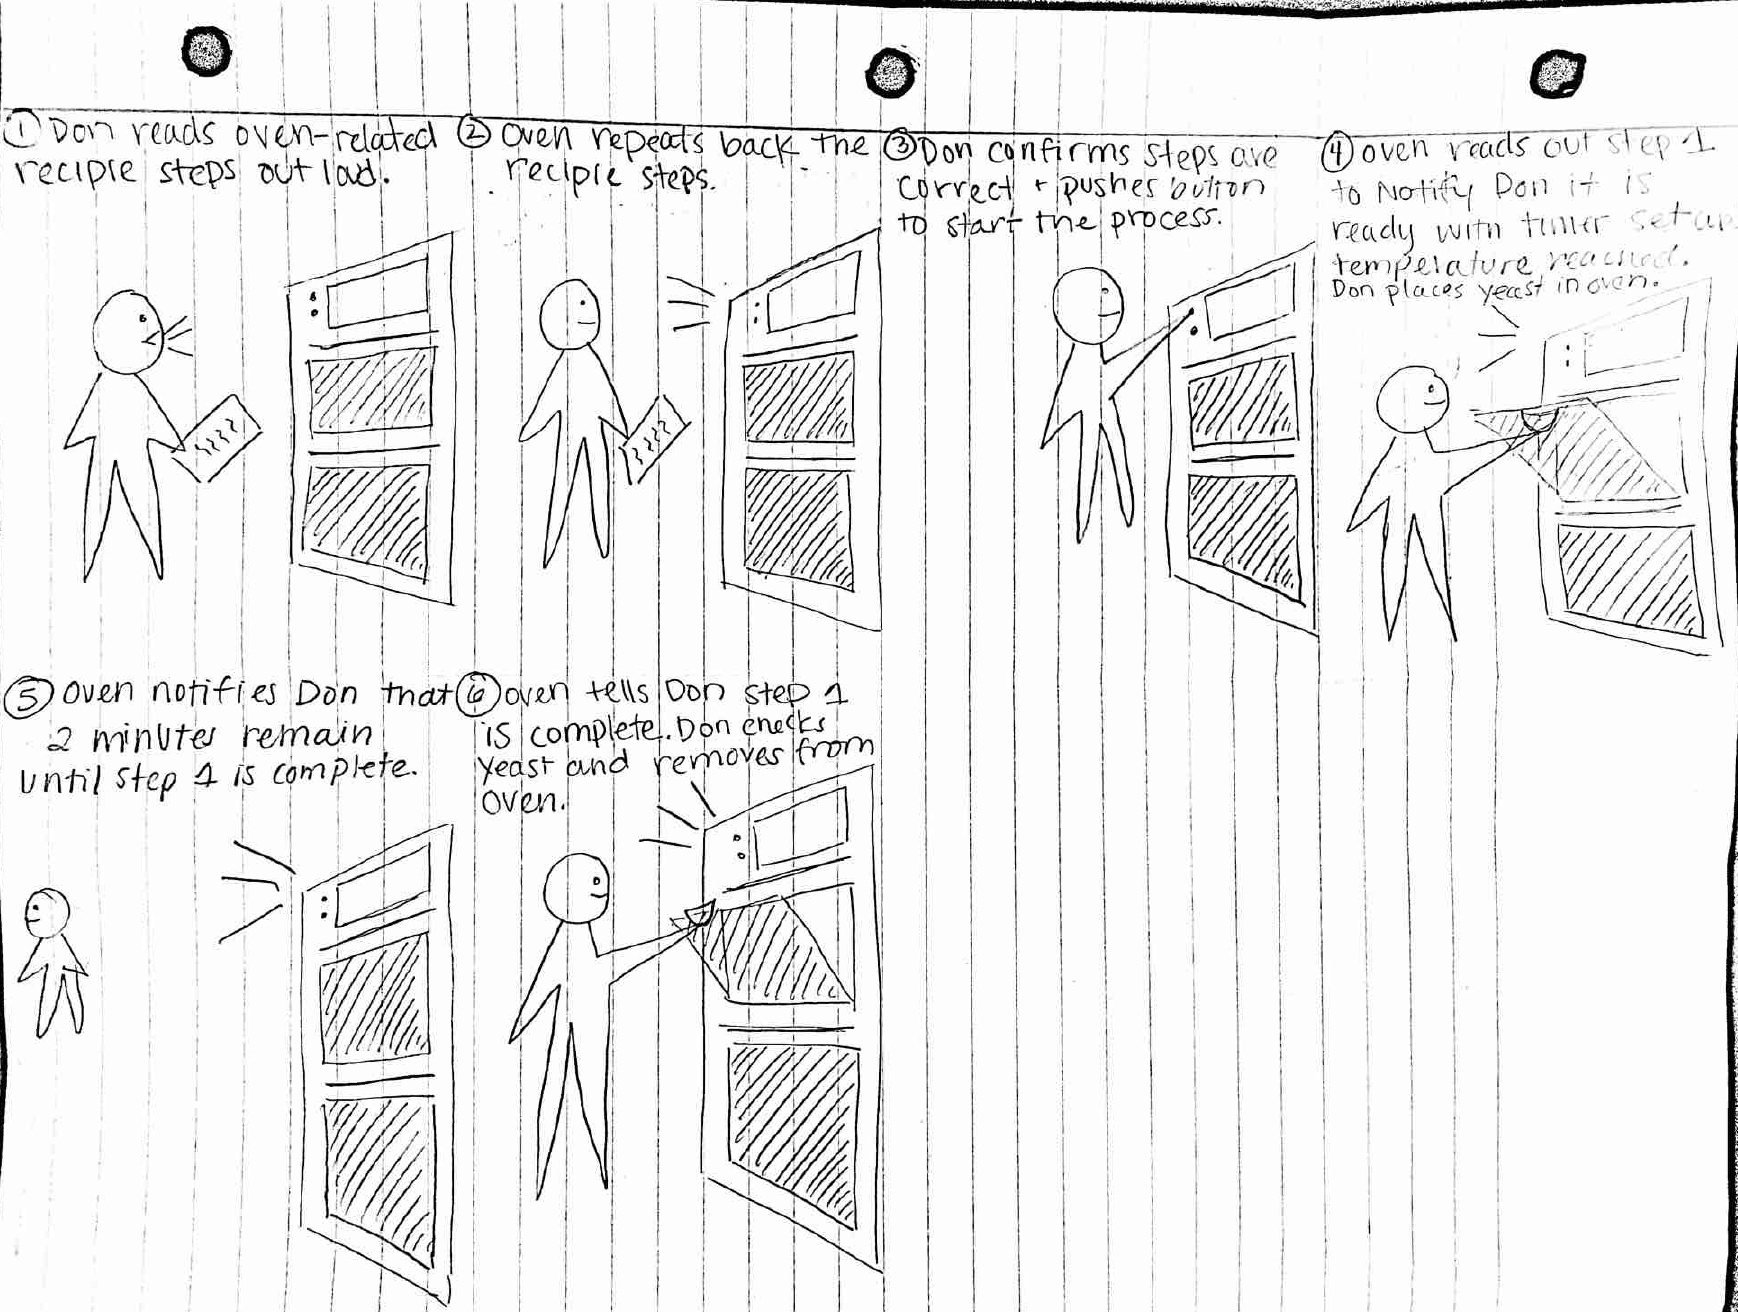 ① Don reads oven-related
reciple steps out loud.
② Oven repeats back the
reciple steps.
③ Don confirms steps are
correct + pushes button
to start the process.
④ oven reads out step 1
to Notify Don it is
ready with timer set up
temperature reached.
Don places yeast in oven.
⑤ Oven notifies Don that
2 minutes remain
until step 1 is complete.
⑥ oven tells Don step 1
is complete. Don checks
yeast and removes from
oven.